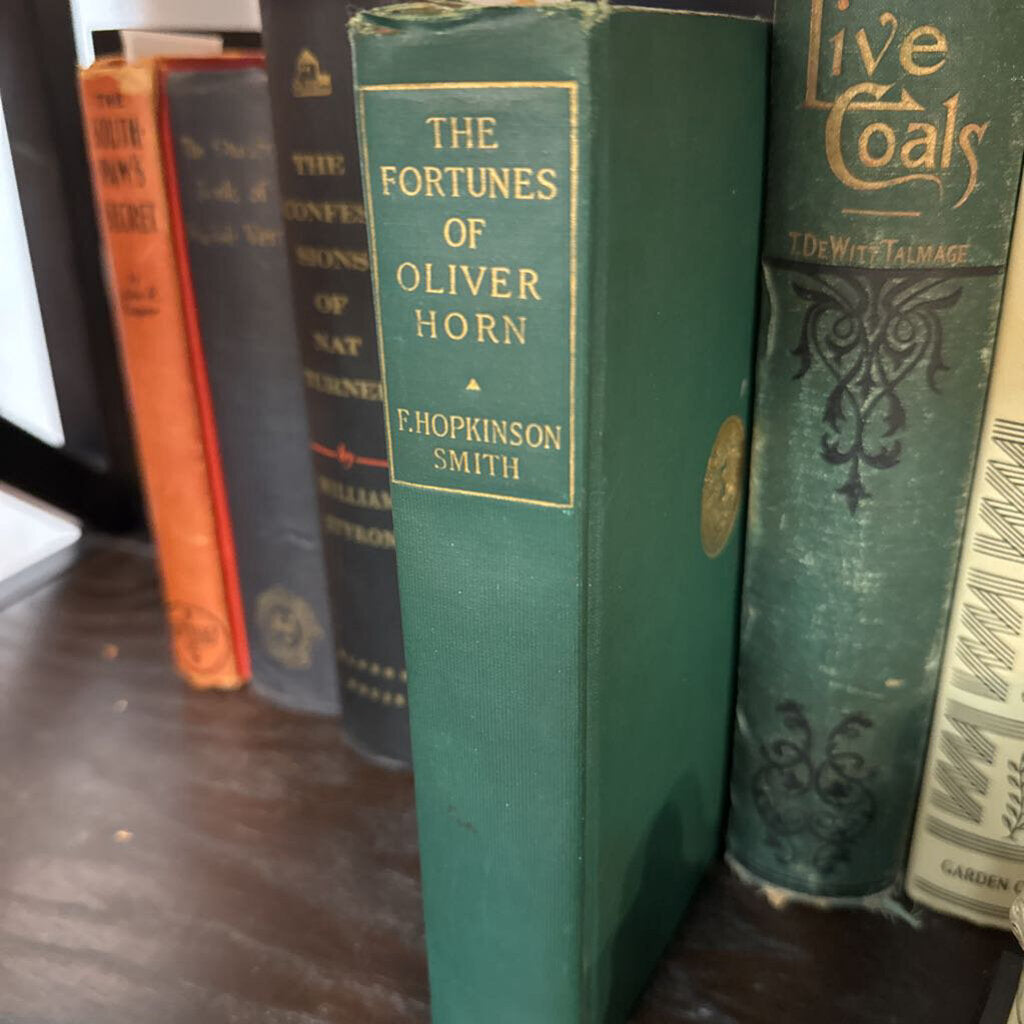 THE
SOUTH-
PAW'S
SECRET
THE
CONFES
SIONS
OF
NAT
TURNER
by
WILLIAM
STYRON
THE
FORTUNES
OF
OLIVER
HORN
F. HOPKINSON
SMITH
Live
Coals
T. DEWITT TALMAGE
GARDEN C